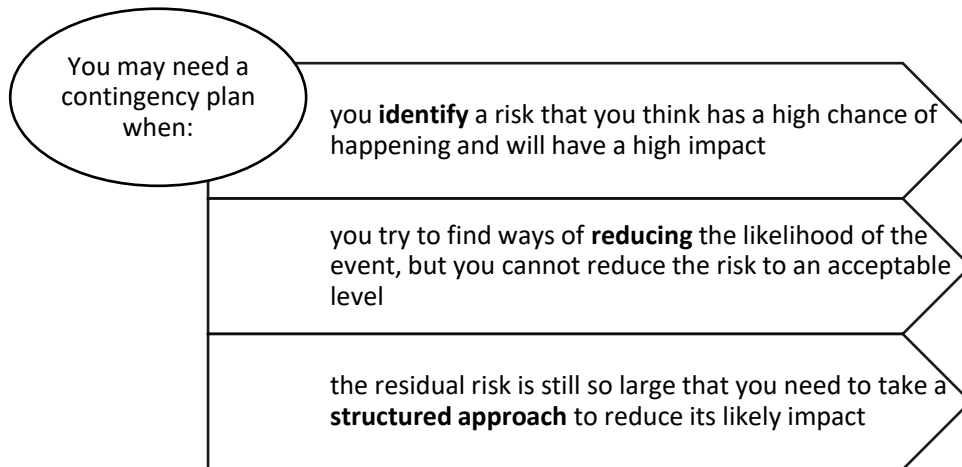 You may need a
contingency plan
when:
you identify a risk that you think has a high chance of
happening and will have a high impact
you try to find ways of reducing the likelihood of the
event, but you cannot reduce the risk to an acceptable
level
the residual risk is still so large that you need to take a
structured approach to reduce its likely impact